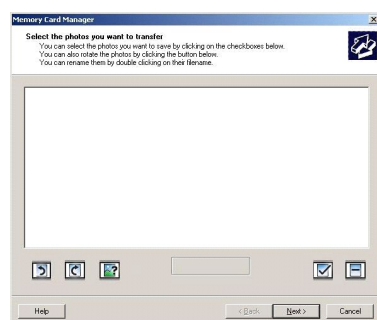 Memory Card Manager
Select the photos you want to transfer
You can select the photos you want to save by clicking on the checkboxes below.
You can also rotate the photos by clicking the button below.
You can rename them by double clicking on their filename.
Help
< Back
Next >
Cancel